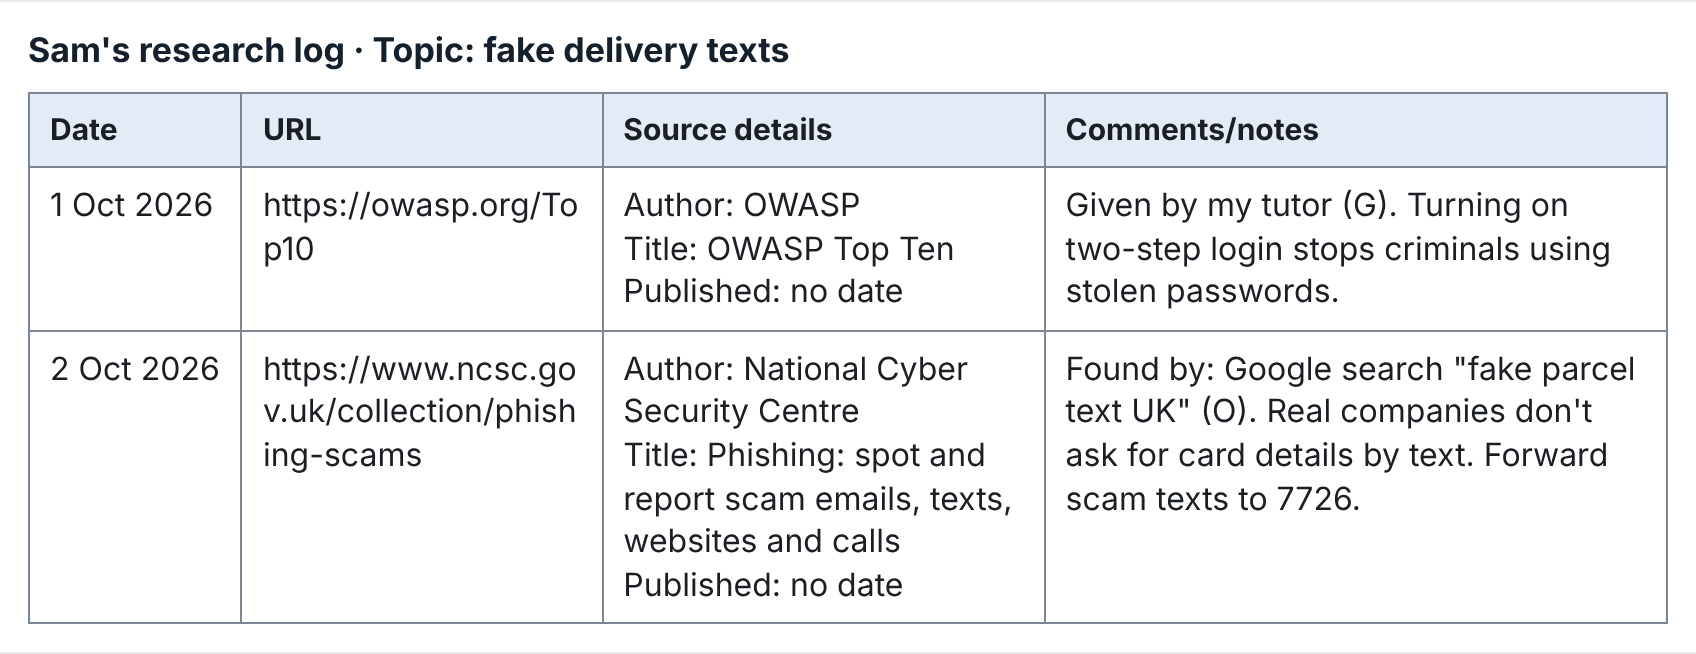 Sam's research log · Topic: fake delivery texts
Date
URL
Source details
Comments/notes
1 Oct 2026
https://owasp.org/To
p10
Author: OWASP
Title: OWASP Top Ten
Published: no date
Given by my tutor (G). Turning on
two-step login stops criminals using
stolen passwords.
2 Oct 2026
https://www.ncsc.go
v.uk/collection/phish
ing-scams
Author: National Cyber
Security Centre
Title: Phishing: spot and
report scam emails, texts,
websites and calls
Published: no date
Found by: Google search "fake parcel
text UK" (O). Real companies don't
ask for card details by text. Forward
scam texts to 7726.